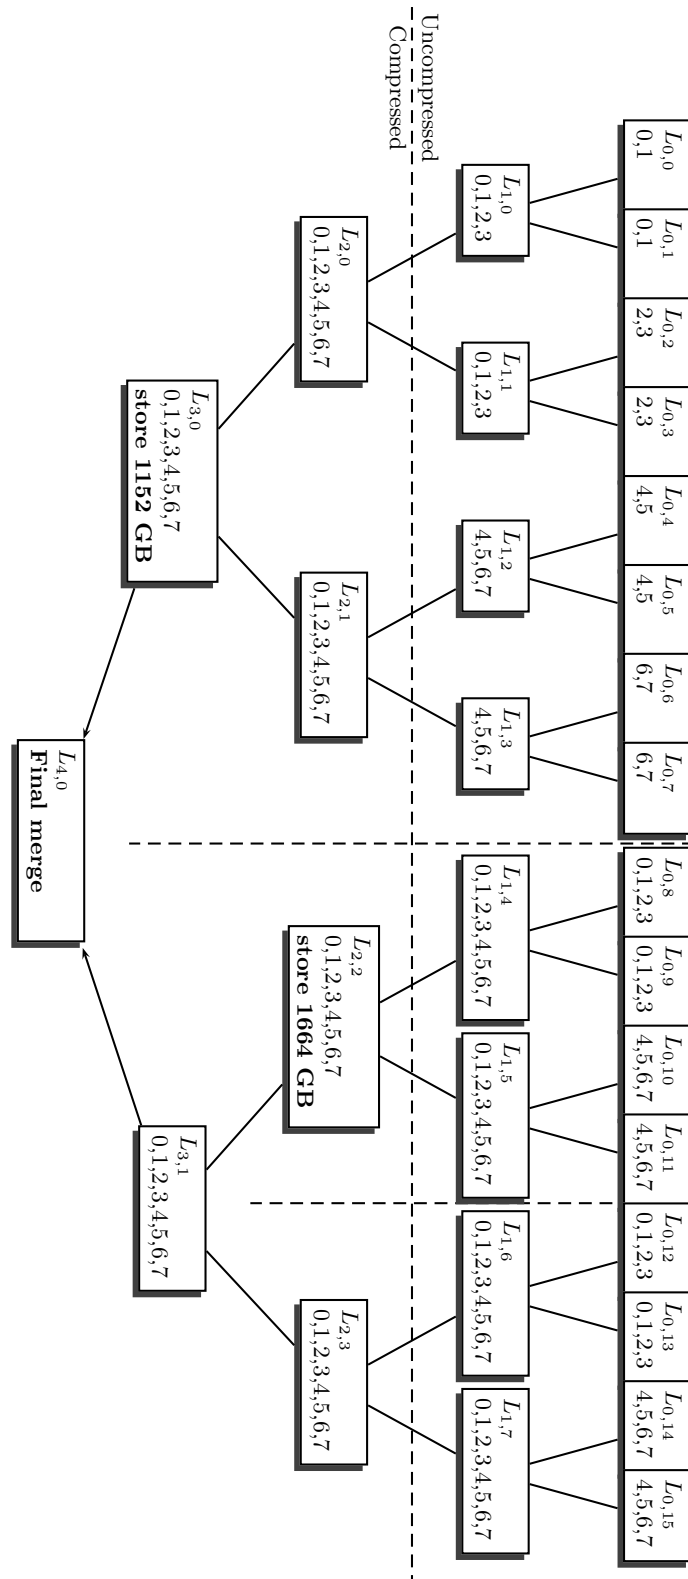 L0,0
0,1
L0,1
0,1
L0,2
2,3
L0,3
2,3
L0,4
4,5
L0,5
4,5
L0,6
6,7
L0,7
6,7
L0,8
0,1,2,3
L0,9
0,1,2,3
L0,10
4,5,6,7
L0,11
4,5,6,7
L0,12
0,1,2,3
L0,13
0,1,2,3
L0,14
4,5,6,7
L0,15
4,5,6,7
L1,0
0,1,2,3
L1,1
0,1,2,3
L1,2
4,5,6,7
L1,3
4,5,6,7
L1,4
0,1,2,3,4,5,6,7
L1,5
0,1,2,3,4,5,6,7
L1,6
0,1,2,3,4,5,6,7
L1,7
0,1,2,3,4,5,6,7
Uncompressed
Compressed
L2,0
0,1,2,3,4,5,6,7
L2,1
0,1,2,3,4,5,6,7
L2,2
0,1,2,3,4,5,6,7
store 1664 GB
L2,3
0,1,2,3,4,5,6,7
L3,0
0,1,2,3,4,5,6,7
store 1152 GB
L3,1
0,1,2,3,4,5,6,7
L4,0
Final merge